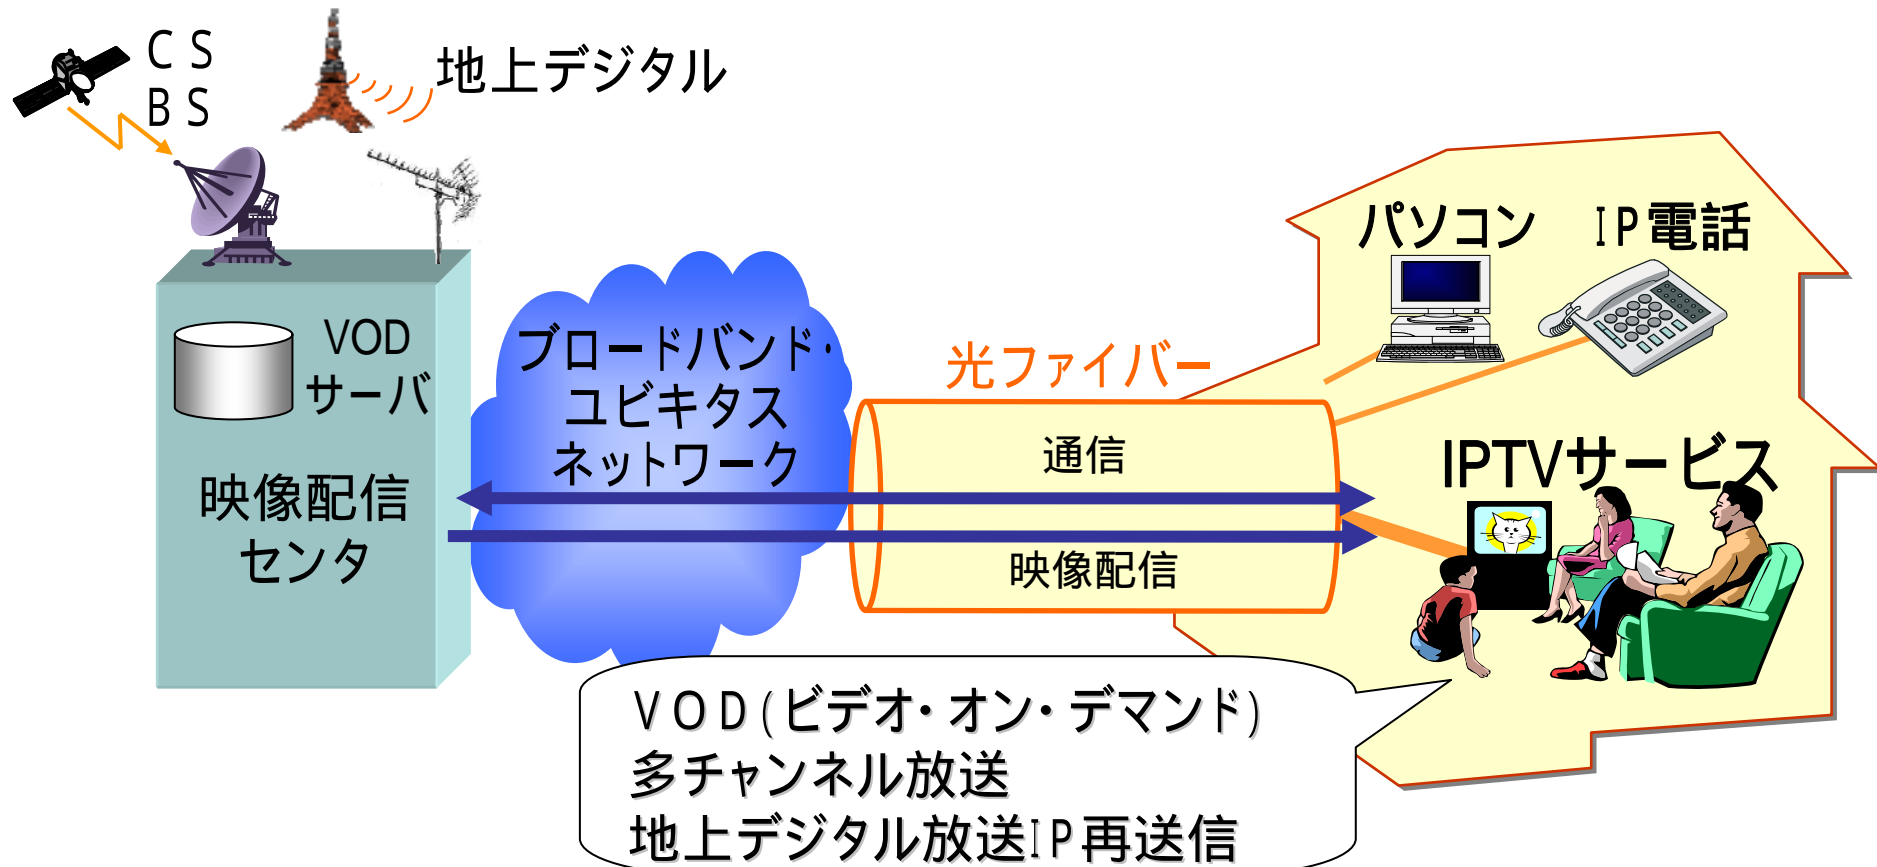 ＣＳ
ＢＳ
地上デジタル
パソコン
IP電話
VOD
サーバ
ブロードバンド・
ユビキタス
ネットワーク
光ファイバー
通信
IPTVサービス
映像配信
センタ
映像配信
ＶＯＤ(ビデオ・オン・デマンド)
多チャンネル放送
地上デジタル放送IP再送信